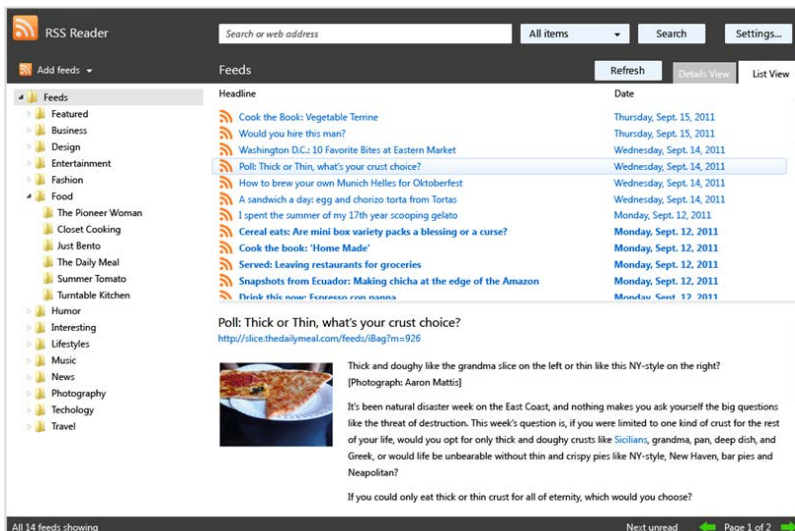 RSS Reader
Search or web address
All items
Search
Settings...
Add feeds
Feeds
Refresh
Details View
List View
Feeds
Featured
Business
Design
Entertainment
Fashion
Food
The Pioneer Woman
Closet Cooking
Just Bento
The Daily Meal
Summer Tomato
Turntable Kitchen
Humor
Interesting
Lifestyles
Music
News
Photography
Techology
Travel
Headline Date
Cook the Book: Vegetable Terrine Thursday, Sept. 15, 2011
Would you hire this man? Thursday, Sept. 15, 2011
Washington D.C.: 10 Favorite Bites at Eastern Market Wednesday, Sept. 14, 2011
Poll: Thick or Thin, what's your crust choice? Wednesday, Sept. 14, 2011
How to brew your own Munich Helles for Oktoberfest Wednesday, Sept. 14, 2011
A sandwich a day: egg and chorizo torta from Tortas Wednesday, Sept. 14, 2011
I spent the summer of my 17th year scooping gelato Monday, Sept. 12, 2011
Cereal eats: Are mini box variety packs a blessing or a curse? Monday, Sept. 12, 2011
Cook the book: ‘Home Made’ Monday, Sept. 12, 2011
Served: Leaving restaurants for groceries Monday, Sept. 12, 2011
Snapshots from Ecuador: Making chicha at the edge of the Amazon Monday, Sept. 12, 2011
Drink this now: Espresso con panna Monday, Sept. 12, 2011
Poll: Thick or Thin, what's your crust choice?
http://slice.thedailymeal.com/feeds/iBag?m=926
Thick and doughy like the grandma slice on the left or thin like this NY-style on the right?
[Photograph: Aaron Mattis]
It's been natural disaster week on the East Coast, and nothing makes you ask yourself the big questions
like the threat of destruction. This week's question is, if you were limited to one kind of crust for the rest
of your life, would you opt for only thick and doughy crusts like Sicilians, grandma, pan, deep dish, and
Greek, or would life be unbearable without thin and crispy pies like NY-style, New Haven, bar pies and
Neapolitan?
If you could only eat thick or thin crust for all of eternity, which would you choose?
All 14 feeds showing
Next unread
Page 1 of 2